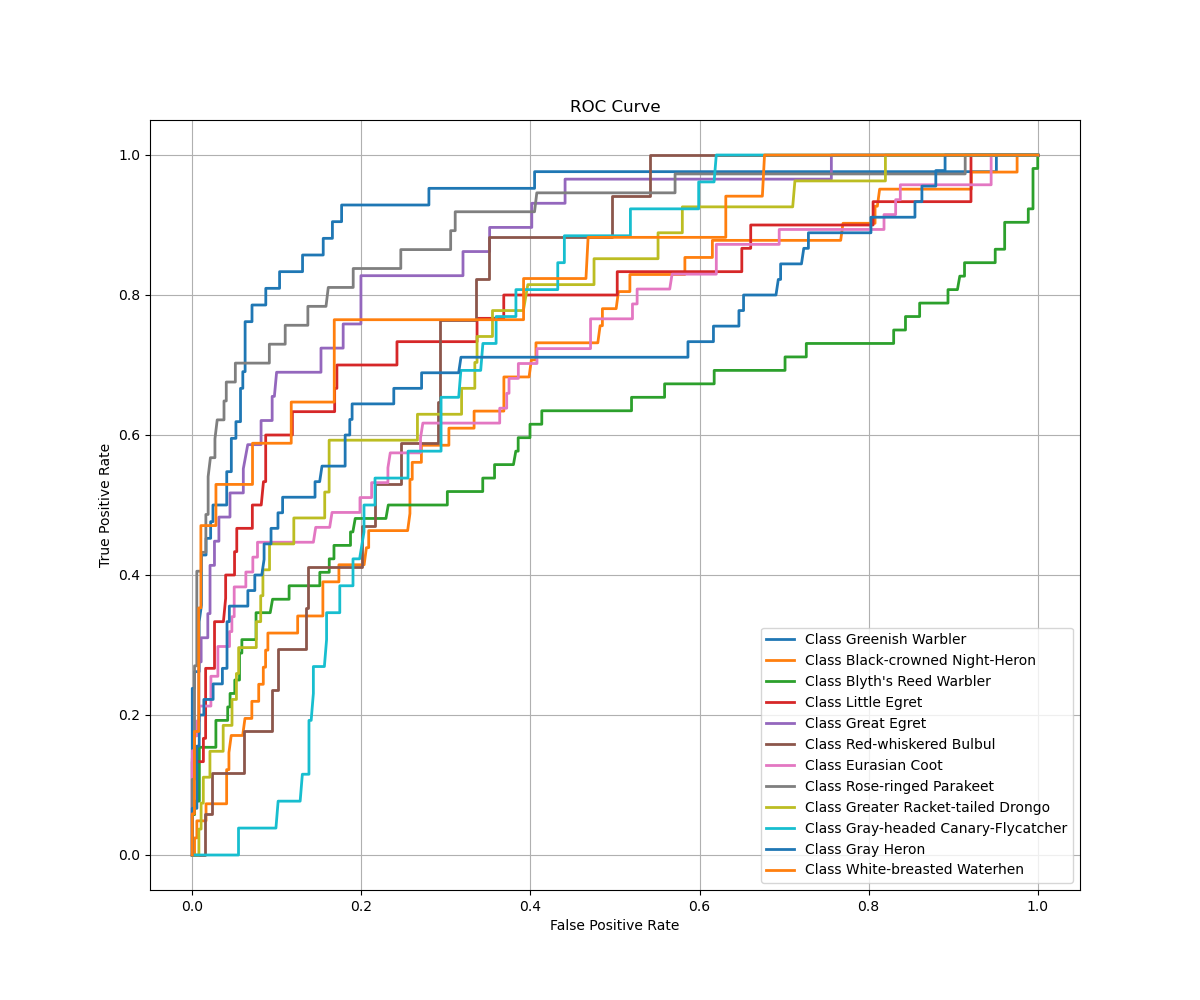 ROC Curve
True Positive Rate
1.0
0.8
0.6
0.4
0.2
0.0
Class Greenish Warbler
Class Black-crowned Night-Heron
Class Blyth's Reed Warbler
Class Little Egret
Class Great Egret
Class Red-whiskered Bulbul
Class Eurasian Coot
Class Rose-ringed Parakeet
Class Greater Racket-tailed Drongo
Class Gray-headed Canary-Flycatcher
Class Gray Heron
Class White-breasted Waterhen
0.0 0.2 0.4 0.6 0.8 1.0
False Positive Rate